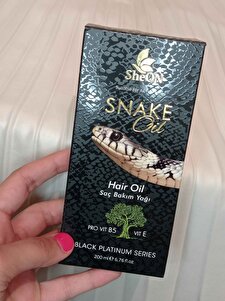 SheON
SNAKE
Oil
Hair Oil
Saç Bakım Yağı
PRO VIT B5
VIT E
BLACK PLATINUM SERIES
200 ml ℮ 6.76 fl.oz